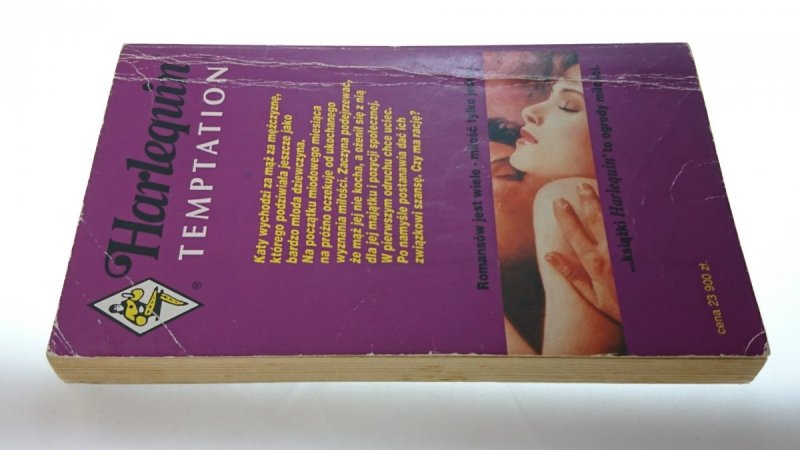 Harlequin
TEMPTATION
®
Katy wychodzi za mąż za mężczyznę,
którego podziwiała jeszcze jako
bardzo młoda dziewczyna.
Na początku miodowego miesiąca
na próżno oczekuje od ukochanego
wyznania miłości. Zaczyna podejrzewać,
że mąż jej nie kocha, a ożenił się z nią
dla jej majątku i pozycji społecznej.
W pierwszym odruchu chce uciec.
Po namyśle postanawia dać ich
związkowi szansę. Czy ma rację?
Romansów jest wiele - miłość tylko
...książki Harlequin to ogrody miłości.
cena 23 900 zł.